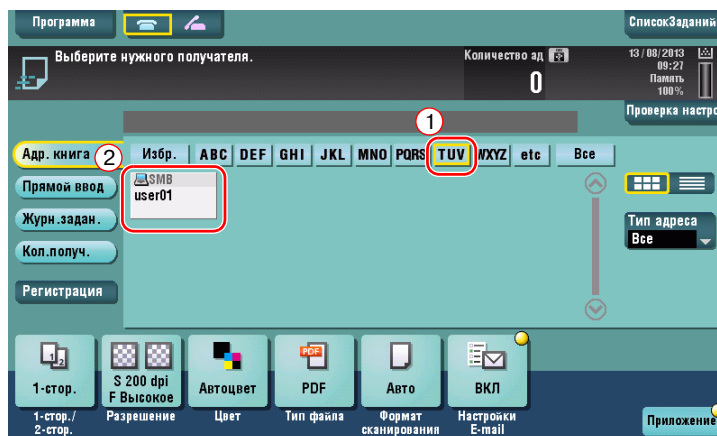 Программа
СписокЗаданий
Выберите нужного получателя.
Количество ад
0
13/08/2013
09:27
Память
100%
Проверка настро
1
Адр. книга
2
Избр. ABC DEF GHI JKL MNO PQRS TUV WXYZ etc Все
SMB
user01
Прямой ввод
Журн.задан.
Кол.получ.
Регистрация
Тип адреса
Все
1-стор.
S 200 dpi
F Высокое
Автоцвет
PDF
PDF
Авто
ВКЛ
1-стор./
2-стор.
Разрешение
Цвет
Тип файла
Формат
сканирования
Настройки
E-mail
Приложение